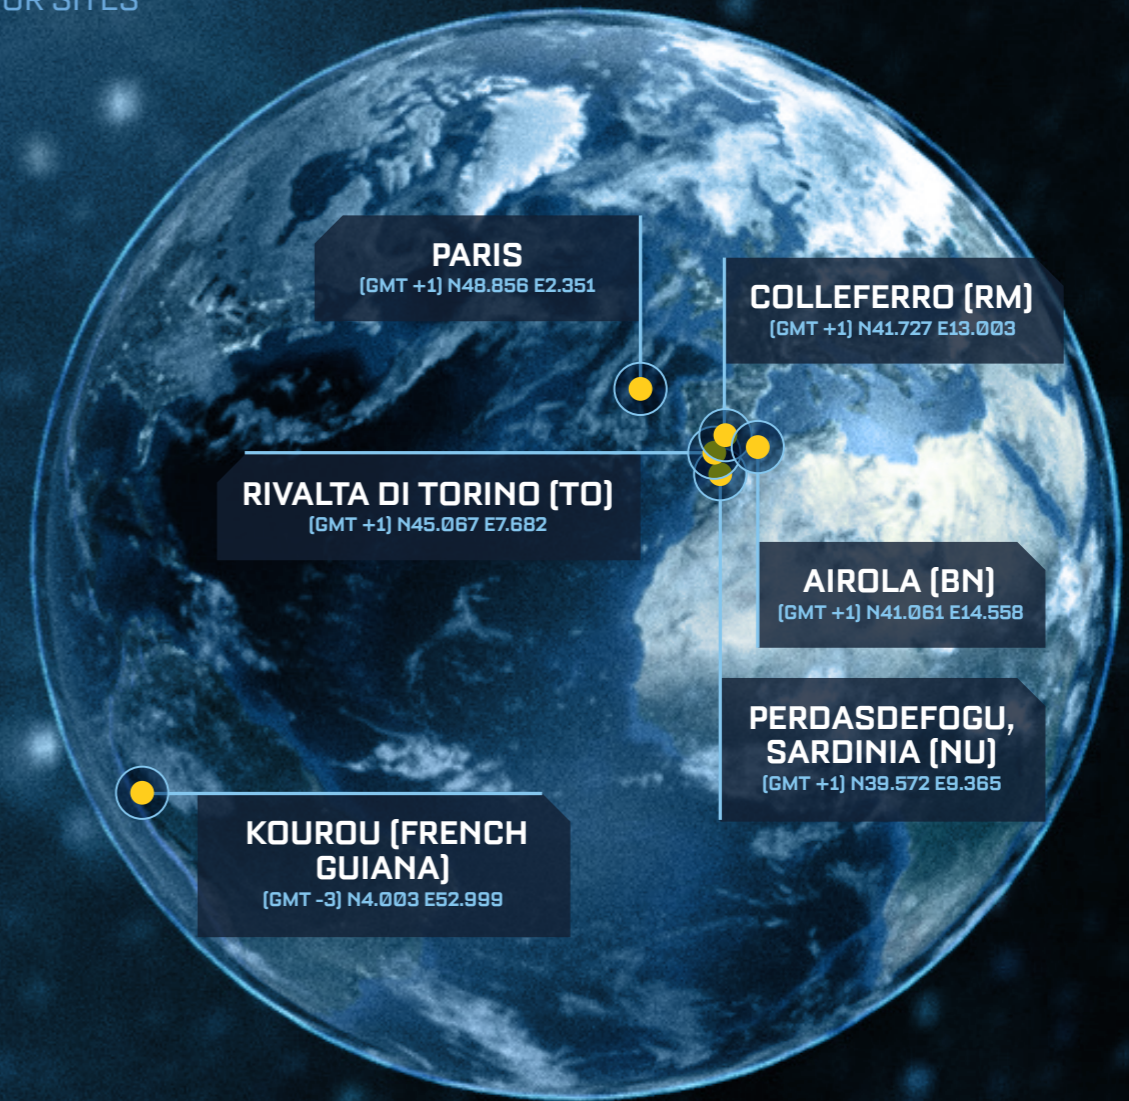 OUR SITES
PARIS
(GMT +1) N48.856 E2.351
COLLEFERRO (RM)
(GMT +1) N41.727 E13.003
RIVALTA DI TORINO (TO)
(GMT +1) N45.067 E7.682
AIROLA (BN)
(GMT +1) N41.061 E14.558
PERDASDEFOGU,
SARDINIA (NU)
(GMT +1) N39.572 E9.365
KOUROU (FRENCH
GUIANA)
(GMT -3) N4.003 E52.999